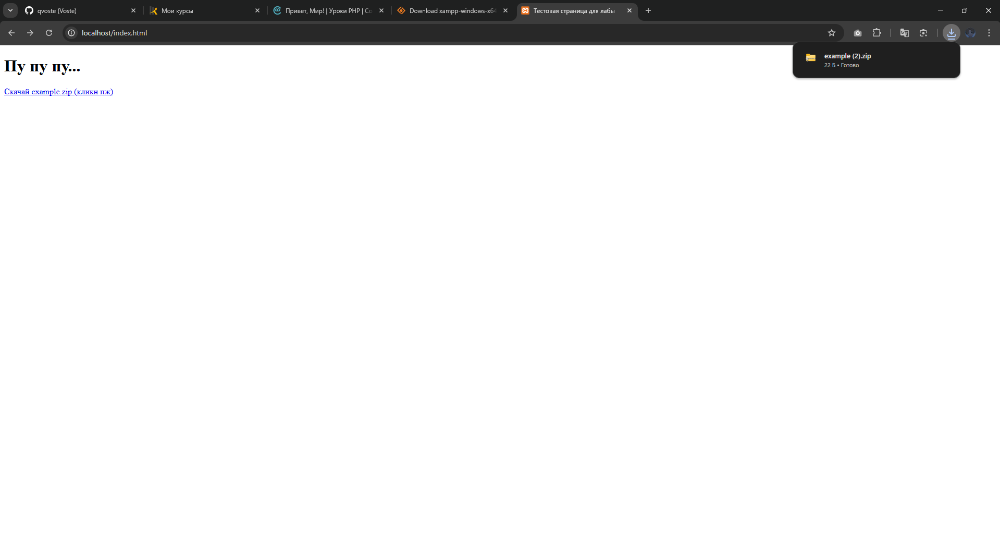 qvoste (Voste)
Мои курсы
Привет, Мир! | Уроки PHP | Co
Download xampp-windows-x64
Тестовая страница для лабы
localhost/index.html
example (2).zip
22 Б • Готово
Пу пу пу...
Скачай example.zip (кликн пж)